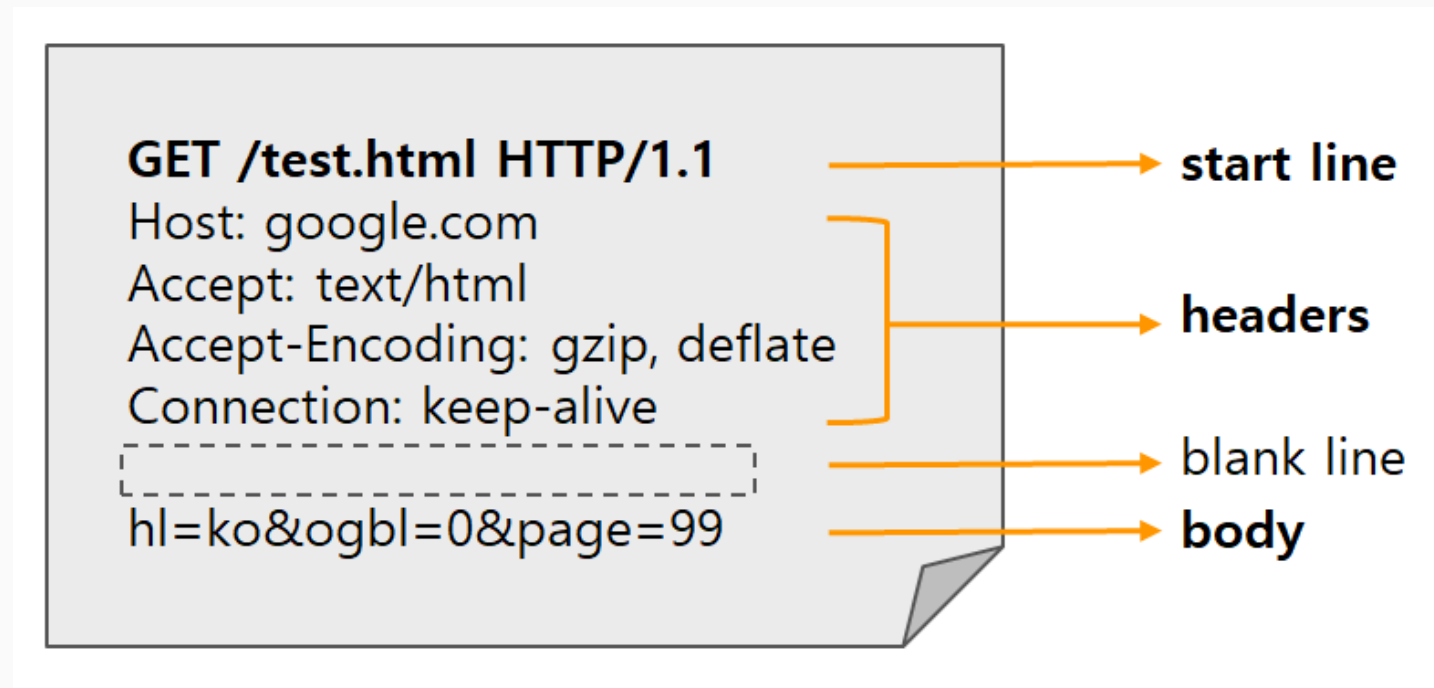 GET /test.html HTTP/1.1
start line
Host: google.com
Accept: text/html
Accept-Encoding: gzip, deflate
Connection: keep-alive
headers
blank line
hl=ko&ogbl=0&page=99
body